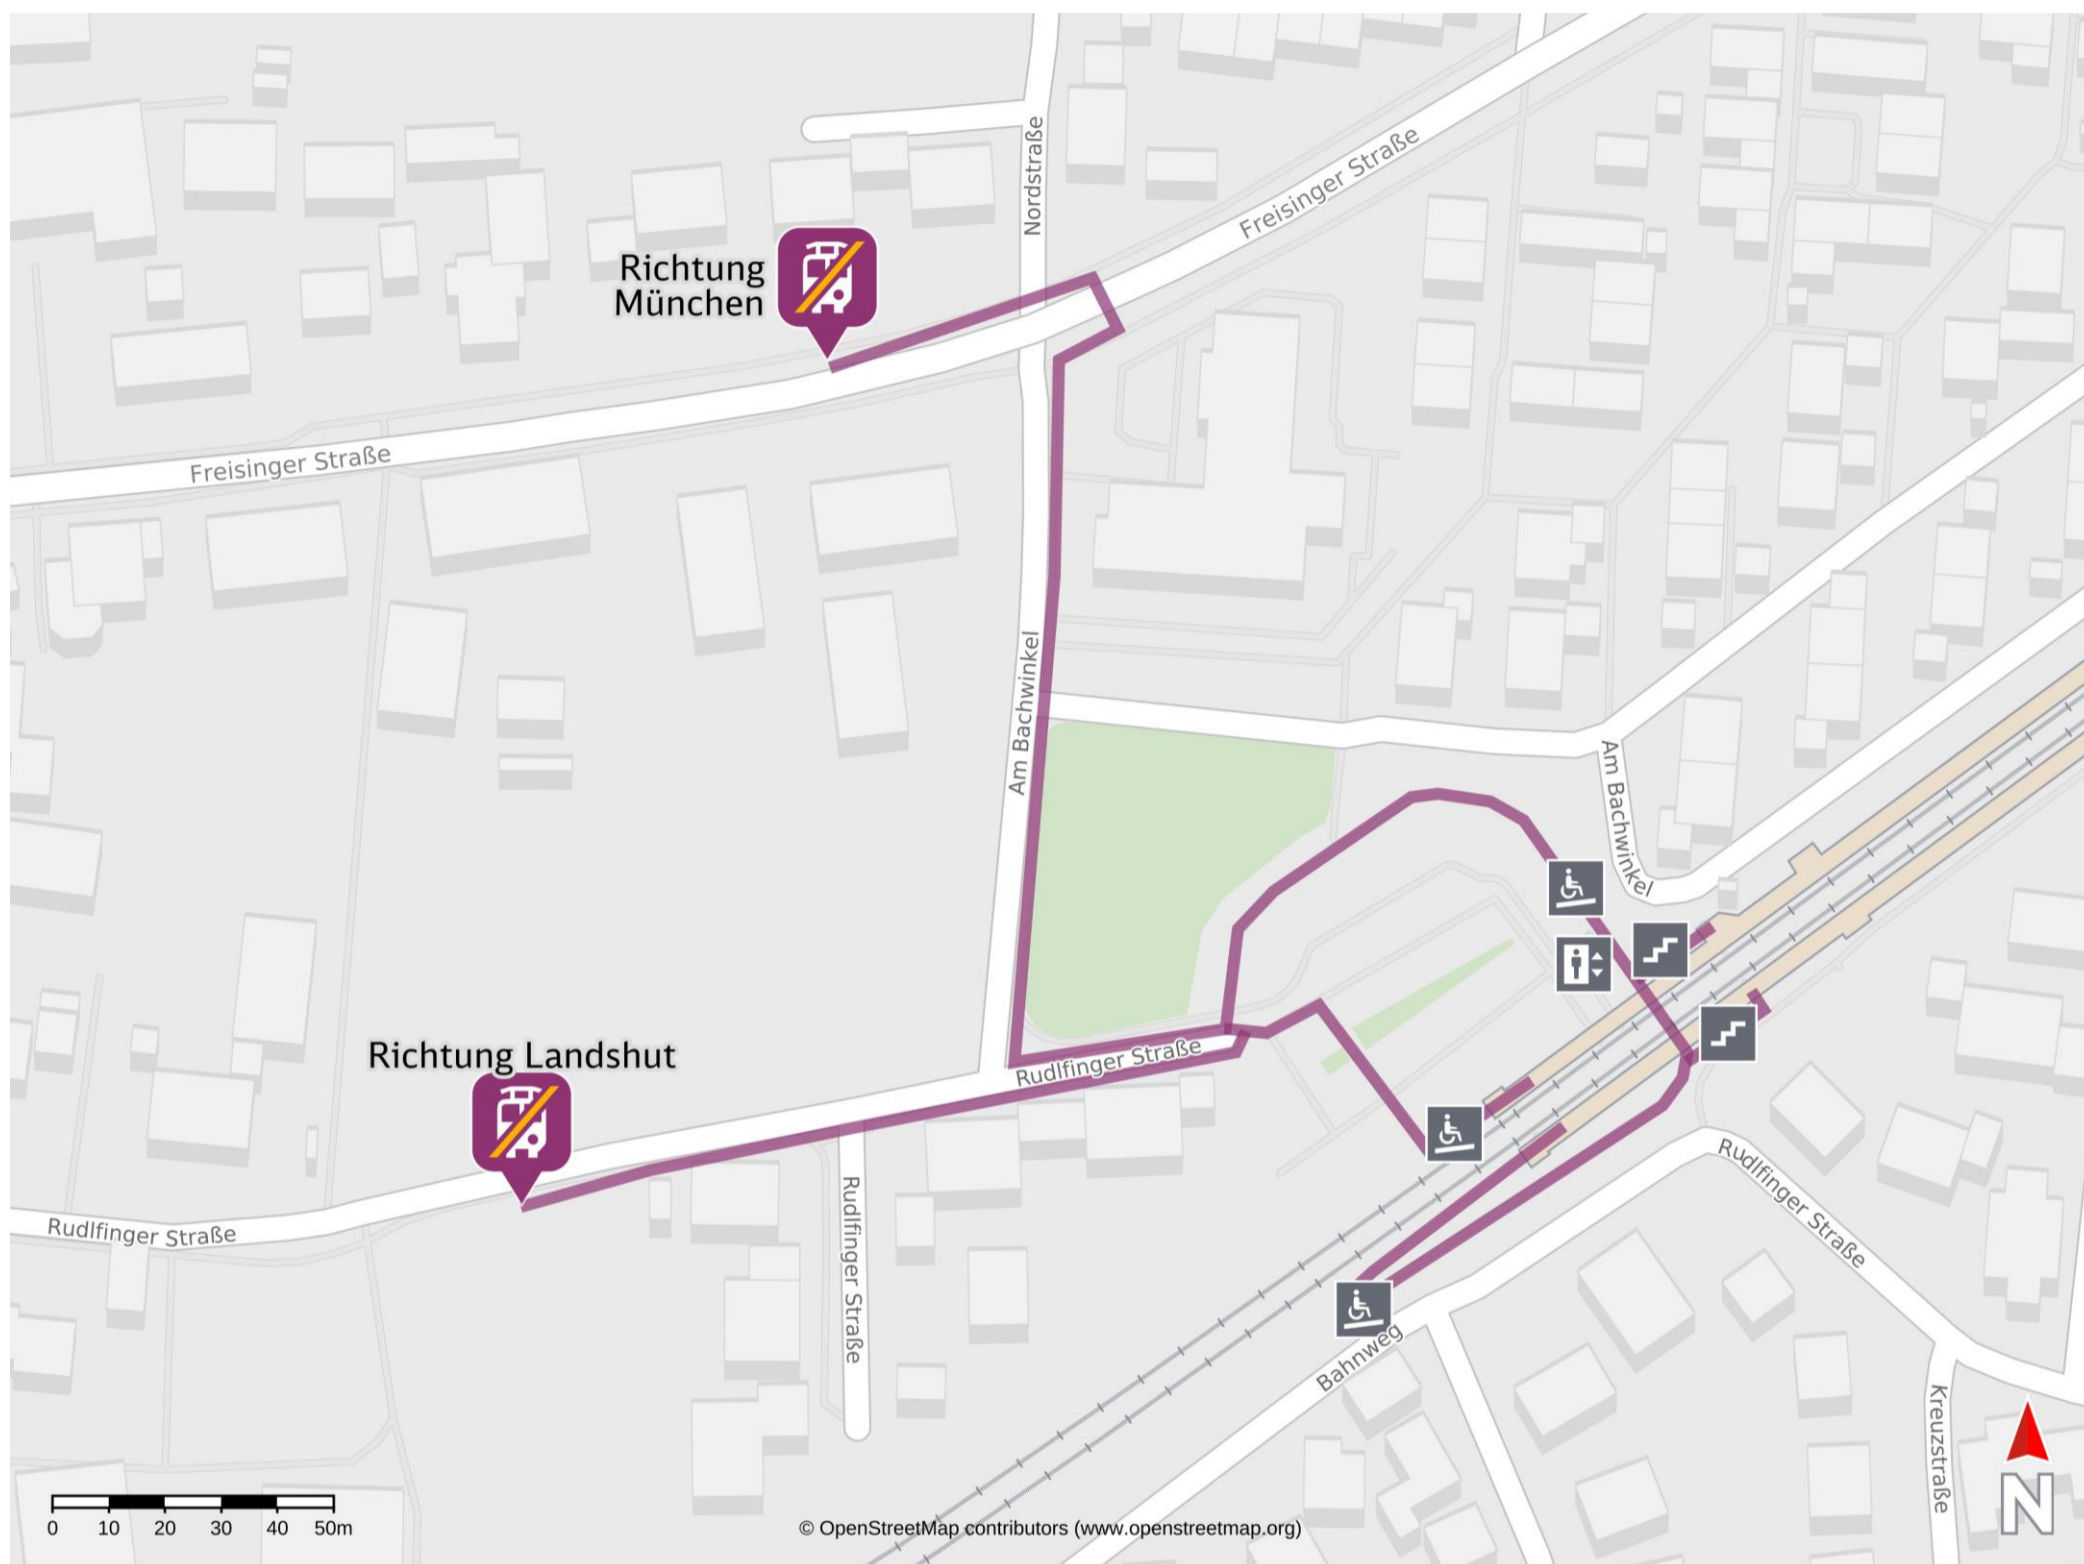 Nordstraße
Freisinger Straße
Richtung
München
Freisinger Straße
Am Bachwinkel
Am Bachwinkel
Richtung Landshut
Rudlfinger Straße
Rudlfinger Straße
Rudlfinger Straße
Rudlfinger Straße
Bahnweg
Kreuzstraße
N
0 10 20 30 40 50m
© OpenStreetMap contributors (www.openstreetmap.org)